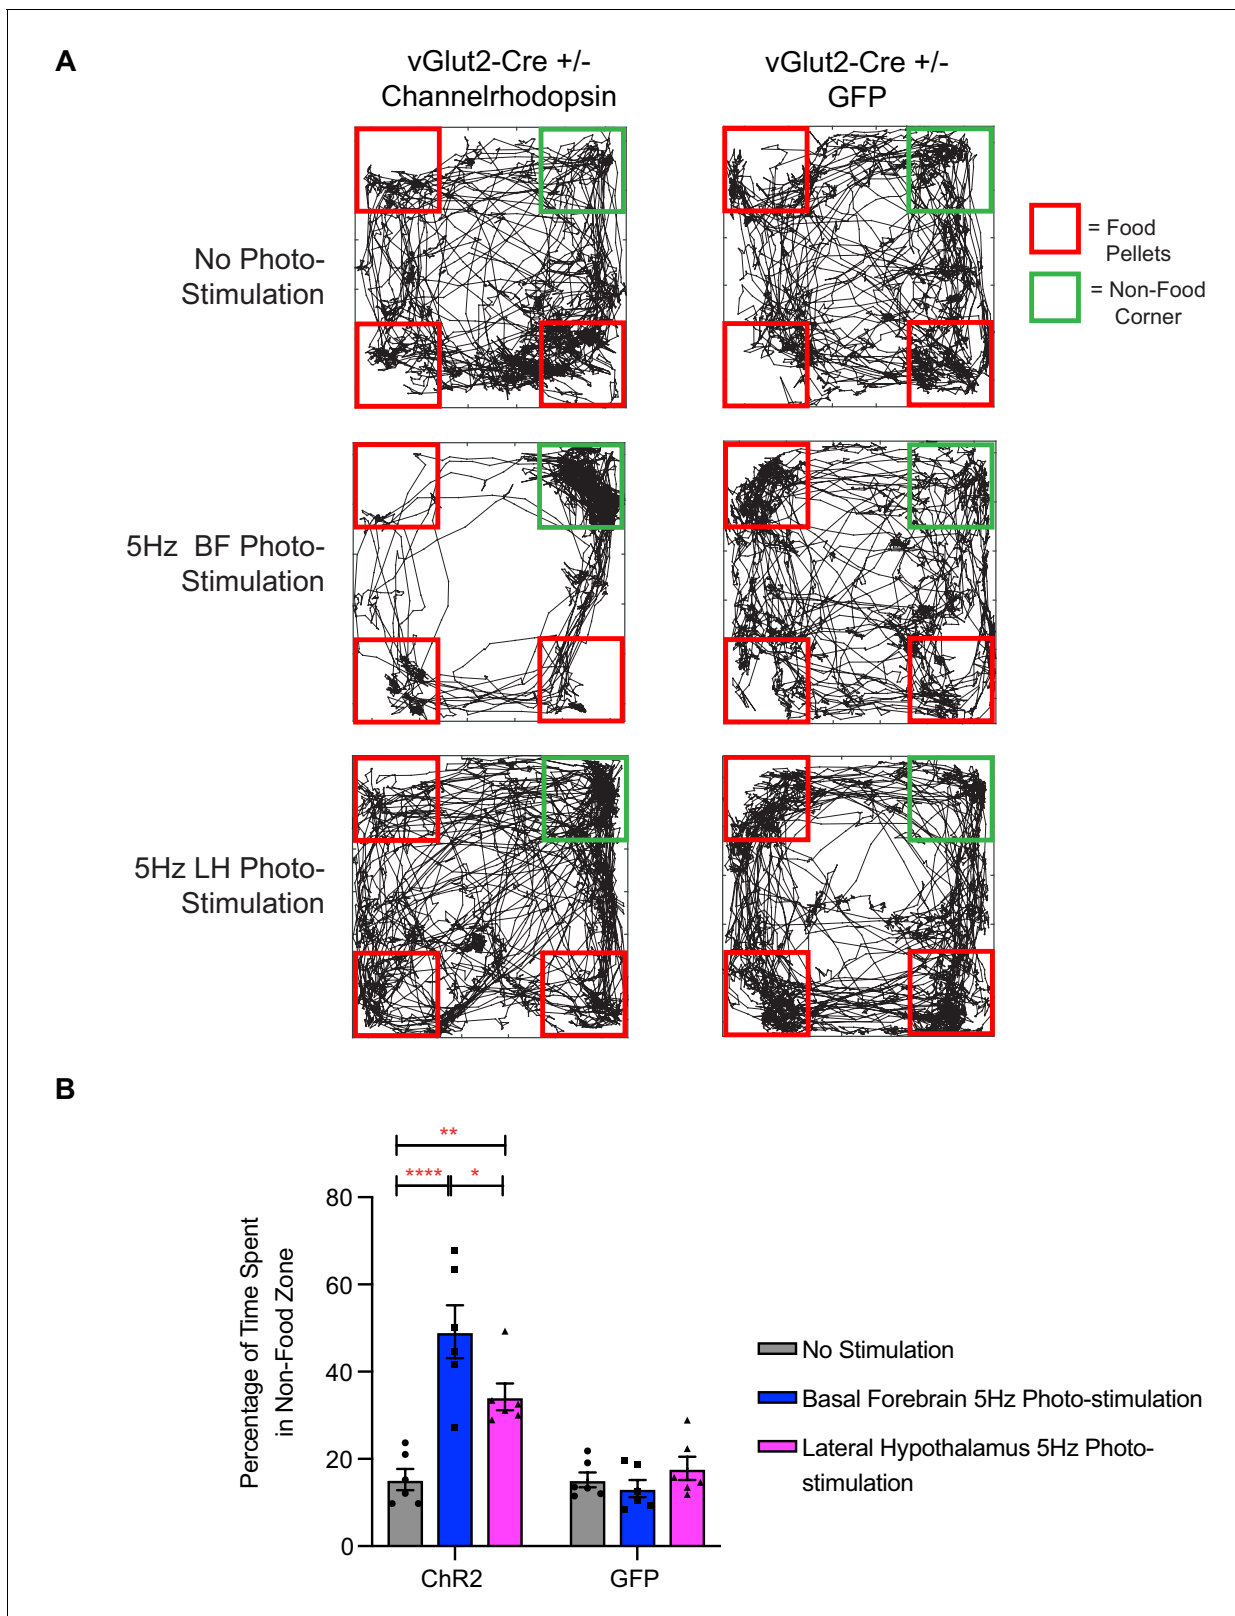 A
vGlut2-Cre +/-
Channelrhodopsin
vGlut2-Cre +/-
GFP
No Photo-
Stimulation
= Food
Pellets
= Non-Food
Corner
5Hz BF Photo-
Stimulation
5Hz LH Photo-
Stimulation
B
**
**** *
80
60
40
20
0
Percentage of Time Spent
in Non-Food Zone
ChR2
GFP
No Stimulation
Basal Forebrain 5Hz Photo-stimulation
Lateral Hypothalamus 5Hz Photo-
stimulation